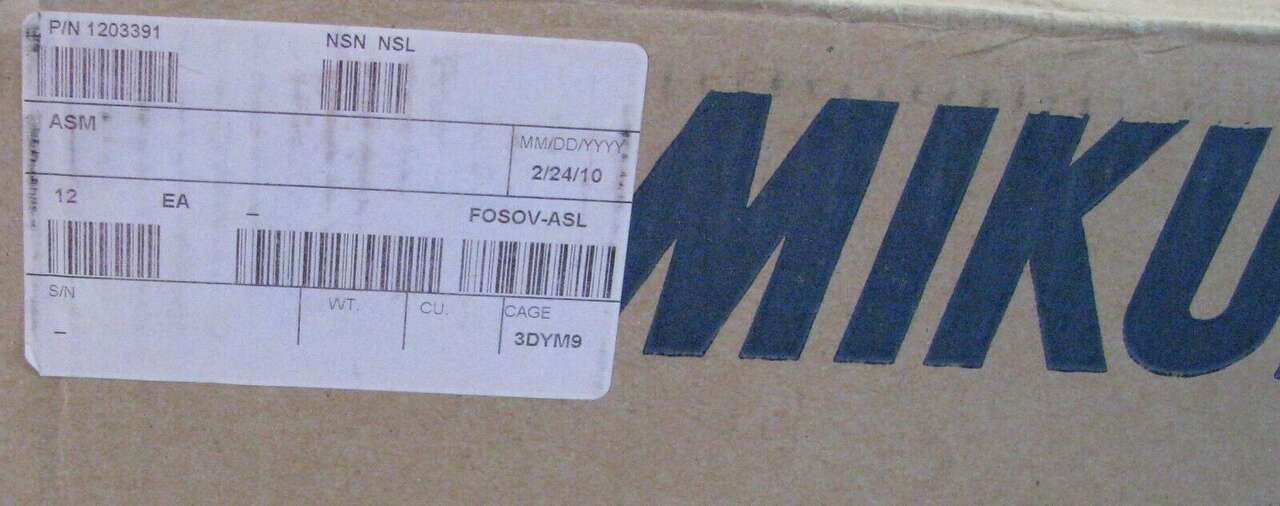 P/N 1203391
NSN NSL
ASM
MM/DD/YYYY
2/24/10
12 EA _ FOSOV-ASL
S/N WT. CU. CAGE
_ 3DYM9
MIKU